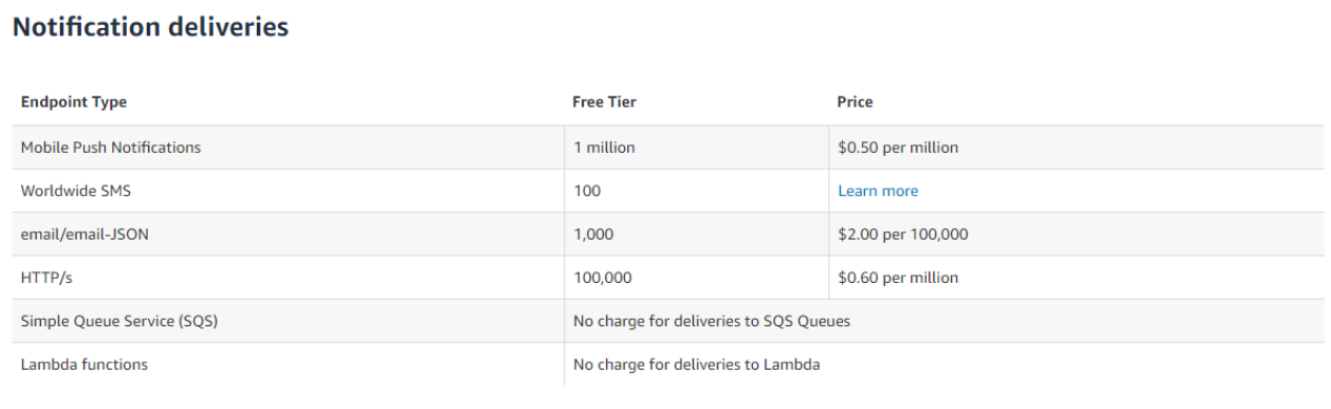 Notification deliveries
Endpoint Type Free Tier Price
Mobile Push Notifications 1 million $0.50 per million
Worldwide SMS 100 Learn more
email/email-JSON 1,000 $2.00 per 100,000
HTTP/s 100,000 $0.60 per million
Simple Queue Service (SQS) No charge for deliveries to SQS Queues
Lambda functions No charge for deliveries to Lambda